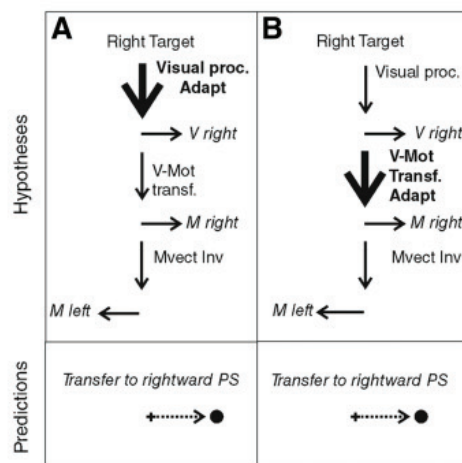 A
Right Target
Visual proc.
Adapt
V right
V-Mot
transf.
M right
Mvect Inv
M left
B
Right Target
Visual proc.
V right
V-Mot
Transf.
Adapt
M right
Mvect Inv
M left
Hypotheses
Transfer to rightward PS
Transfer to rightward PS
Predictions